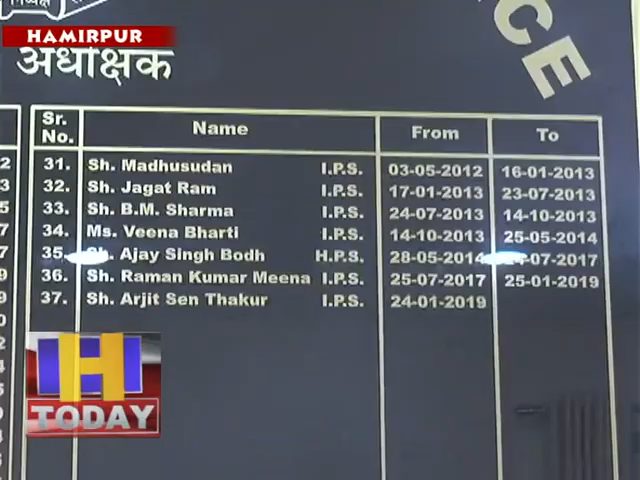 HAMIRPUR
अधीक्षक
CE
Sr. No. Name From To
31. Sh. Madhusudan I.P.S. 03-05-2012 16-01-2013
32. Sh. Jagat Ram I.P.S. 17-01-2013 23-07-2013
33. Sh. B.M. Sharma I.P.S. 24-07-2013 14-10-2013
34. Ms. Veena Bharti I.P.S. 14-10-2013 25-05-2014
35. Sh. Ajay Singh Bodh H.P.S. 28-05-2014 -07-2017
36. Sh. Raman Kumar Meena I.P.S. 25-07-2017 25-01-2019
37. Sh. Arjit Sen Thakur I.P.S. 24-01-2019
H
TODAY